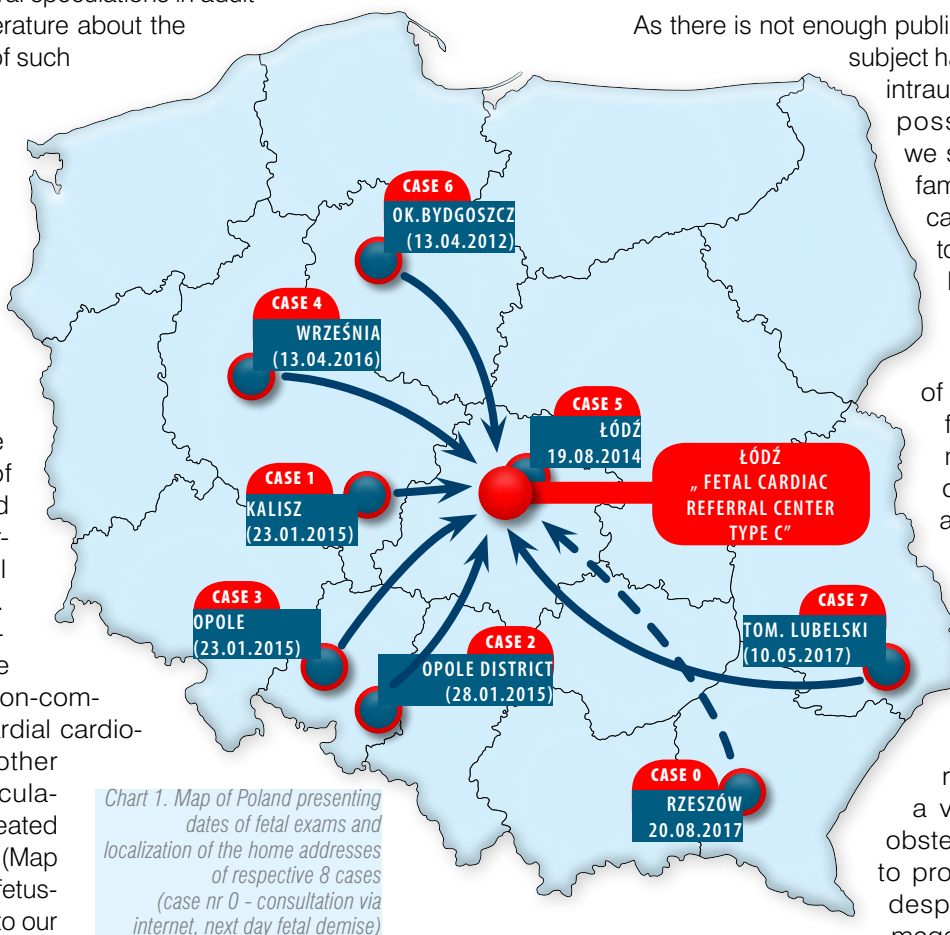 ral speculations in adult
erature about the
of such
e
of
d
r-
l
.
-
e
on-com-
rdial cardio-
other
cula-
eated
(Map
fetus-
to our
CASE 6
OK.BYDGOSZCZ
(13.04.2012)
CASE 4
WRZEŚNIA
(13.04.2016)
CASE 5
ŁÓDŹ
19.08.2014
ŁÓDŹ
„ FETAL CARDIAC
REFERRAL CENTER
TYPE C”
CASE 1
KALISZ
(23.01.2015)
CASE 3
OPOLE
(23.01.2015)
CASE 2
OPOLE DISTRICT
(28.01.2015)
CASE 7
TOM. LUBELSKI
(10.05.2017)
CASE 0
RZESZÓW
20.08.2017
Chart 1. Map of Poland presenting
dates of fetal exams and
localization of the home addresses
of respective 8 cases
(case nr 0 - consultation via
internet, next day fetal demise)
As there is not enough publi
subject ha
intrau
poss
we s
fam
ca
to
of
f
a
a v
obste
to pro
desp